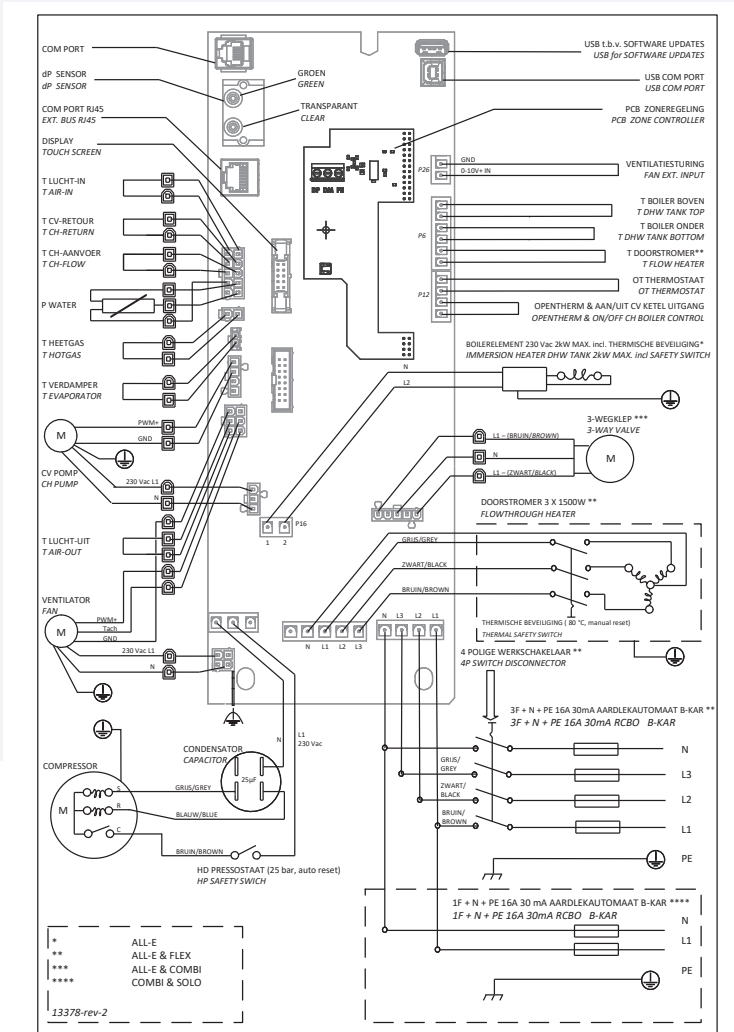 COM PORT
dP SENSOR
dP SENSOR
COM PORT RJ45
EXT. BUS RJ45
DISPLAY
TOUCH SCREEN
T LUCHT-IN
T AIR-IN
T CV-RETOUR
T CH-RETURN
T CH-AANVOER
T CH-FLOW
P WATER
T HEETGAS
T HOTGAS
T VERDAMPER
T EVAPORATOR
PWM+
GND
M
CV POMP
CH PUMP
230 Vac L1
N
T LUCHT-UIT
T AIR-OUT
VENTILATOR
FAN
PWM+
Tach
GND
M
230 Vac L1
N
GROEN
GREEN
TRANSPARANT
CLEAR
USB t.b.v. SOFTWARE UPDATES
USB for SOFTWARE UPDATES
USB COM PORT
USB COM PORT
PCB ZONEREGELING
PCB ZONE CONTROLLER
P26
GND
0-10V+ IN
VENTILATIESTURING
FAN EXT. INPUT
P6
T BOILER BOVEN
T DHW TANK TOP
T BOILER ONDER
T DHW TANK BOTTOM
T DOORSTROMER**
T FLOW HEATER
P12
OT THERMOSTAAT
OT THERMOSTAT
OPENTHERM & AAN/UIT CV KETEL UITGANG
OPENTHERM & ON/OFF CH BOILER CONTROL
BOILERELEMENT 230 Vac 2kW MAX. incl. THERMISCHE BEVEILIGING*
IMMERSION HEATER DHW TANK 2kW MAX. incl SAFETY SWITCH
N
L2
3-WEGKLEP ***
3-WAY VALVE
L1 – (BRUIN/BROWN)
N
L1 – (ZWART/BLACK)
M
P16
1 2
DOORSTROMER 3 X 1500W **
FLOWTHROUGH HEATER
GRIJS/GREY
ZWART/BLACK
BRUIN/BROWN
THERMISCHE BEVEILIGING ( 80 °C, manual reset)
THERMAL SAFETY SWITCH
N L1 L2 L3
N L3 L2 L1
4 POLIGE WERKSCHAKELAAR **
4P SWITCH DISCONNECTOR
3F + N + PE 16A 30mA AARDLEKAUTOMAAT B-KAR **
3F + N + PE 16A 30mA RCBO B-KAR
N
GRIJS/
GREY
L3
ZWART/
BLACK
L2
BRUIN/
BROWN
L1
PE
N
L1
230 Vac
CONDENSATOR
CAPACITOR
25µF
COMPRESSOR
M
S
R
C
GRIJS/GREY
BLAUW/BLUE
BRUIN/BROWN
HD PRESSOSTAAT (25 bar, auto reset)
HP SAFETY SWICH
1F + N + PE 16A 30 mA AARDLEKAUTOMAAT B-KAR ****
1F + N + PE 16A 30mA RCBO B-KAR
N
L1
PE
* ALL-E
** ALL-E & FLEX
*** ALL-E & COMBI
**** COMBI & SOLO
13378-rev-2